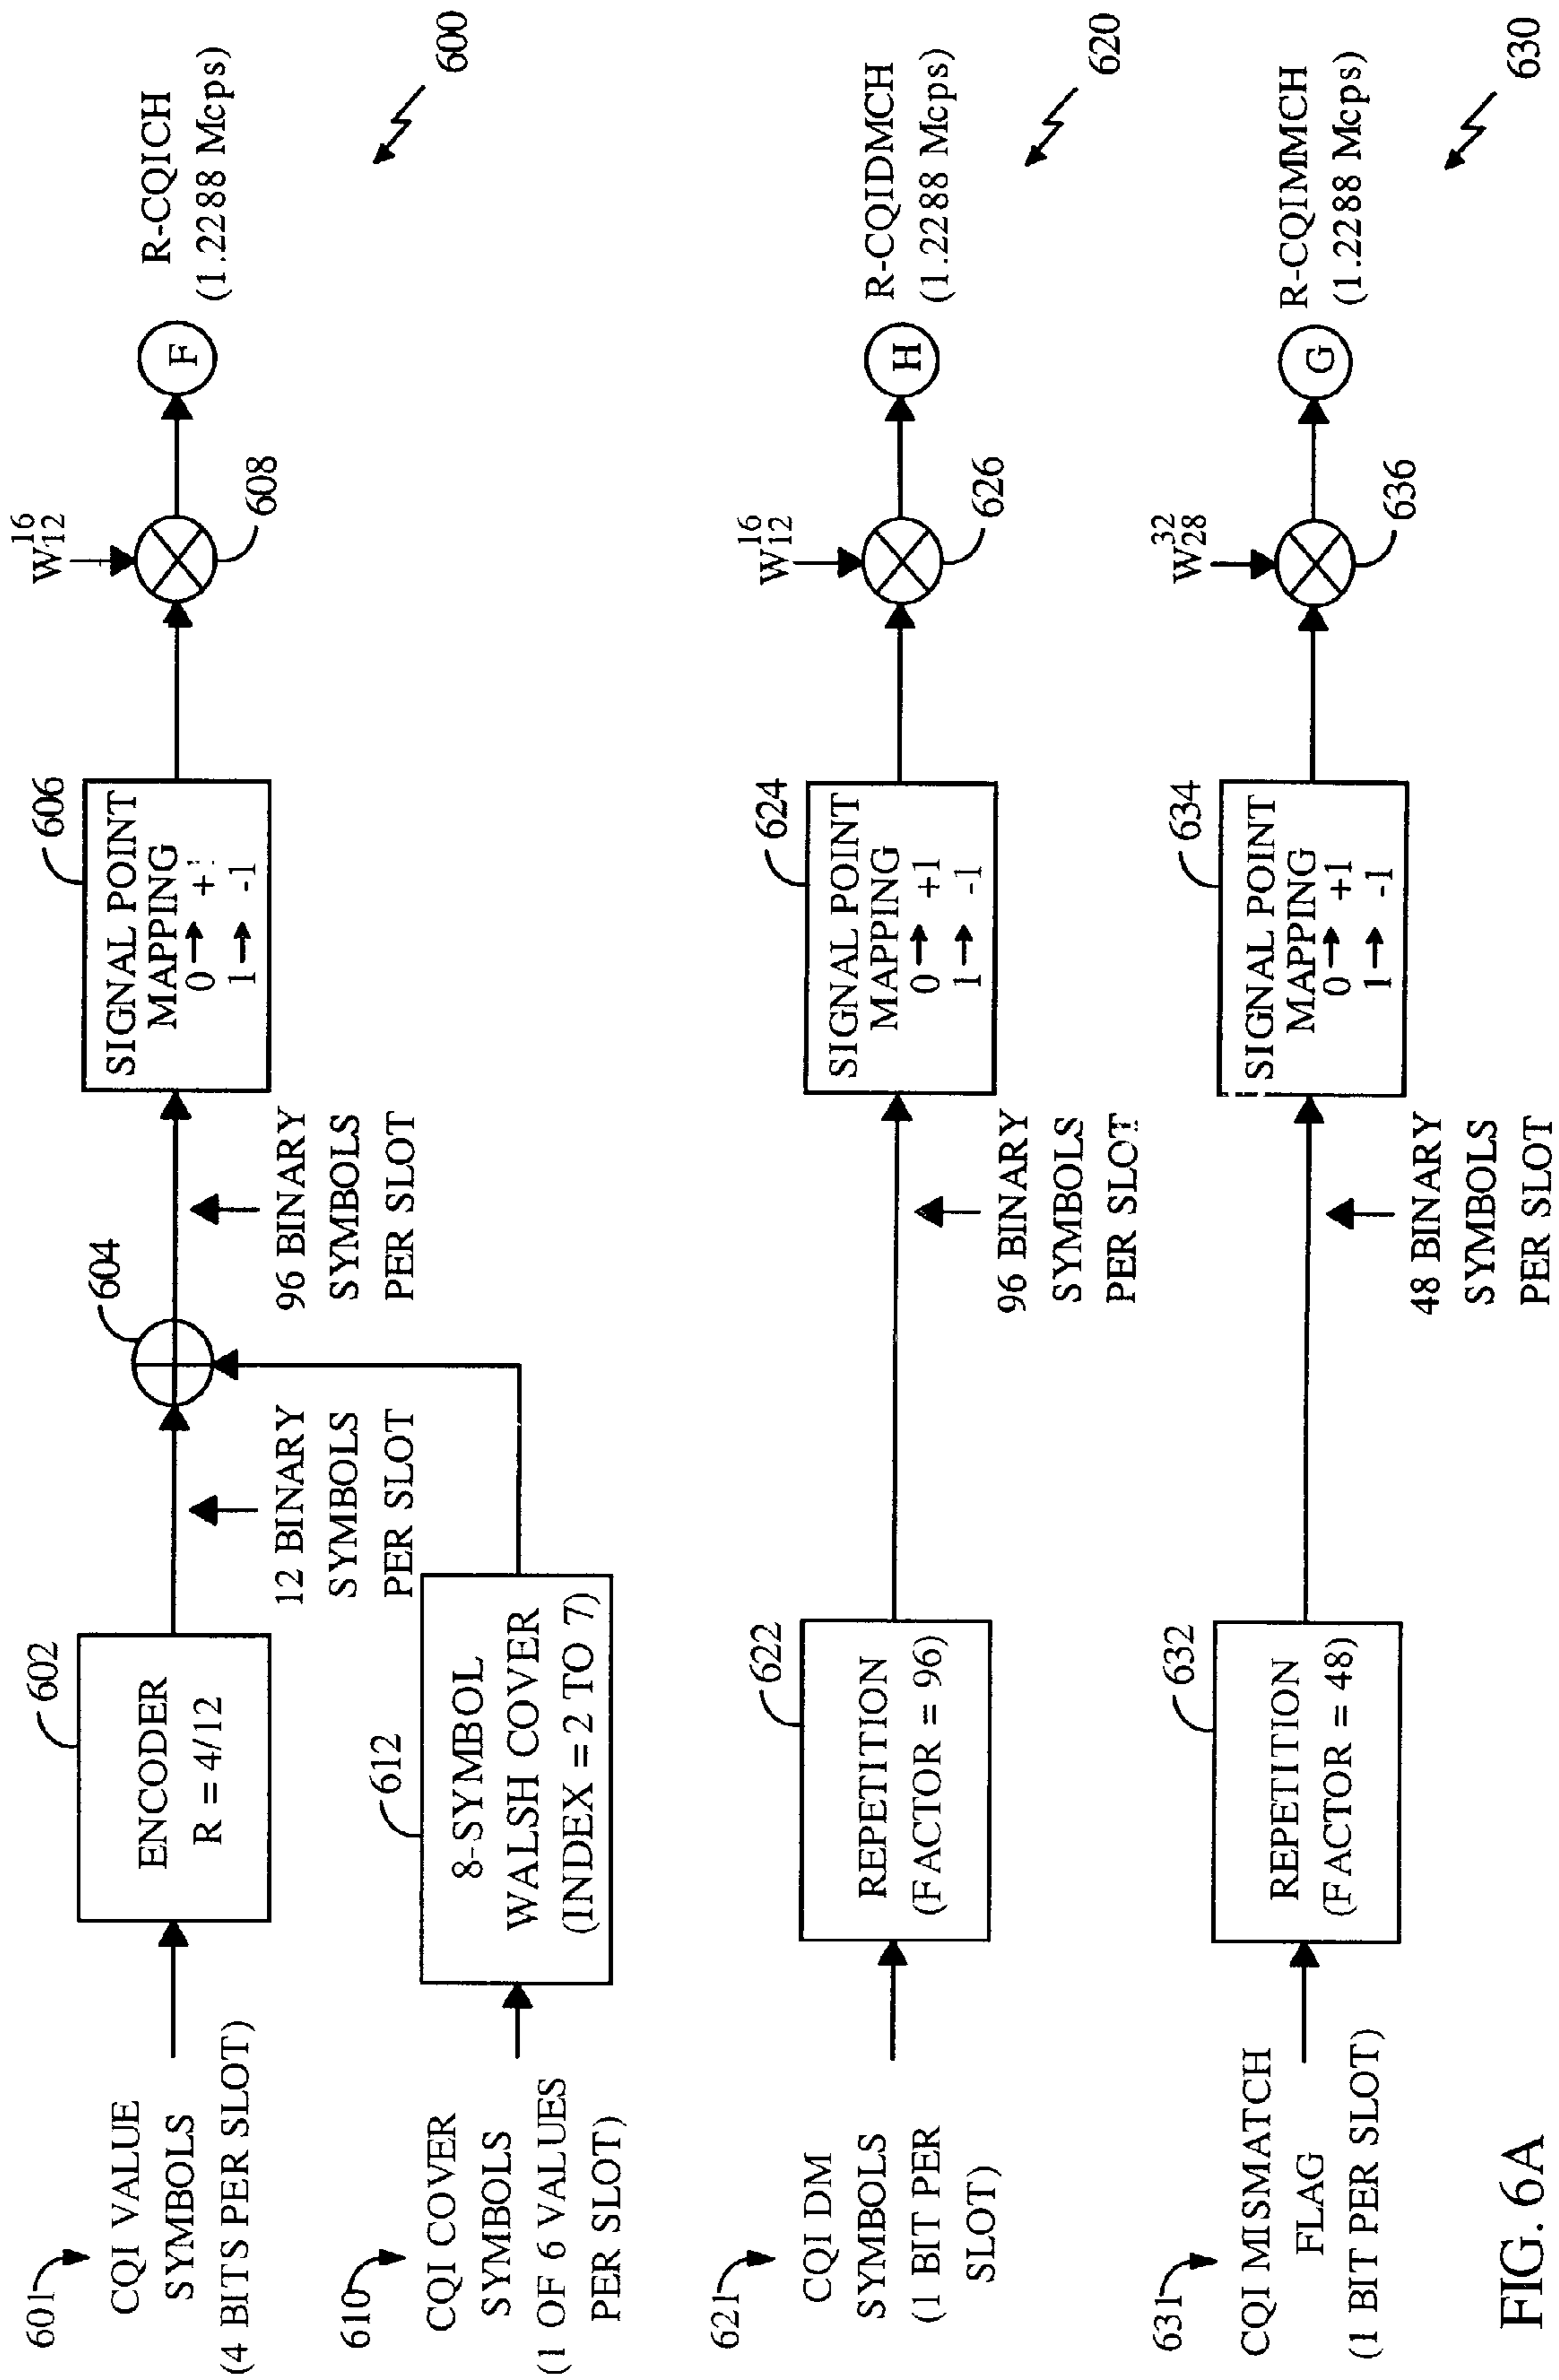 601
CQI VALUE
SYMBOLS
(4 BITS PER SLOT)
602
ENCODER
R = 4/12
12 BINARY
SYMBOLS
PER SLOT
604
96 BINARY
SYMBOLS
PER SLOT
606
SIGNAL POINT
MAPPING
0→ +1
1→ -1
W 16 12
608
F
R-CQICH
(1.2288 Mcps)
600
610
CQI COVER
SYMBOLS
(1 OF 6 VALUES
PER SLOT)
612
8-SYMBOL
WALSH COVER
(INDEX = 2 TO 7)
621
CQI DM
SYMBOLS
(1 BIT PER
SLOT)
622
REPETITION
(FACTOR = 96)
96 BINARY
SYMBOLS
PER SLOT
624
SIGNAL POINT
MAPPING
0→ +1
1→ -1
W 16 12
626
H
R-CQIDMCH
(1.2288 Mcps)
620
631
CQI MISMATCH
FLAG
(1 BIT PER SLOT)
632
REPETITION
(FACTOR = 48)
48 BINARY
SYMBOLS
PER SLOT
634
SIGNAL POINT
MAPPING
0→ +1
1→ -1
W 32 28
636
G
R-CQIMMCH
(1.2288 Mcps)
630
FIG. 6A